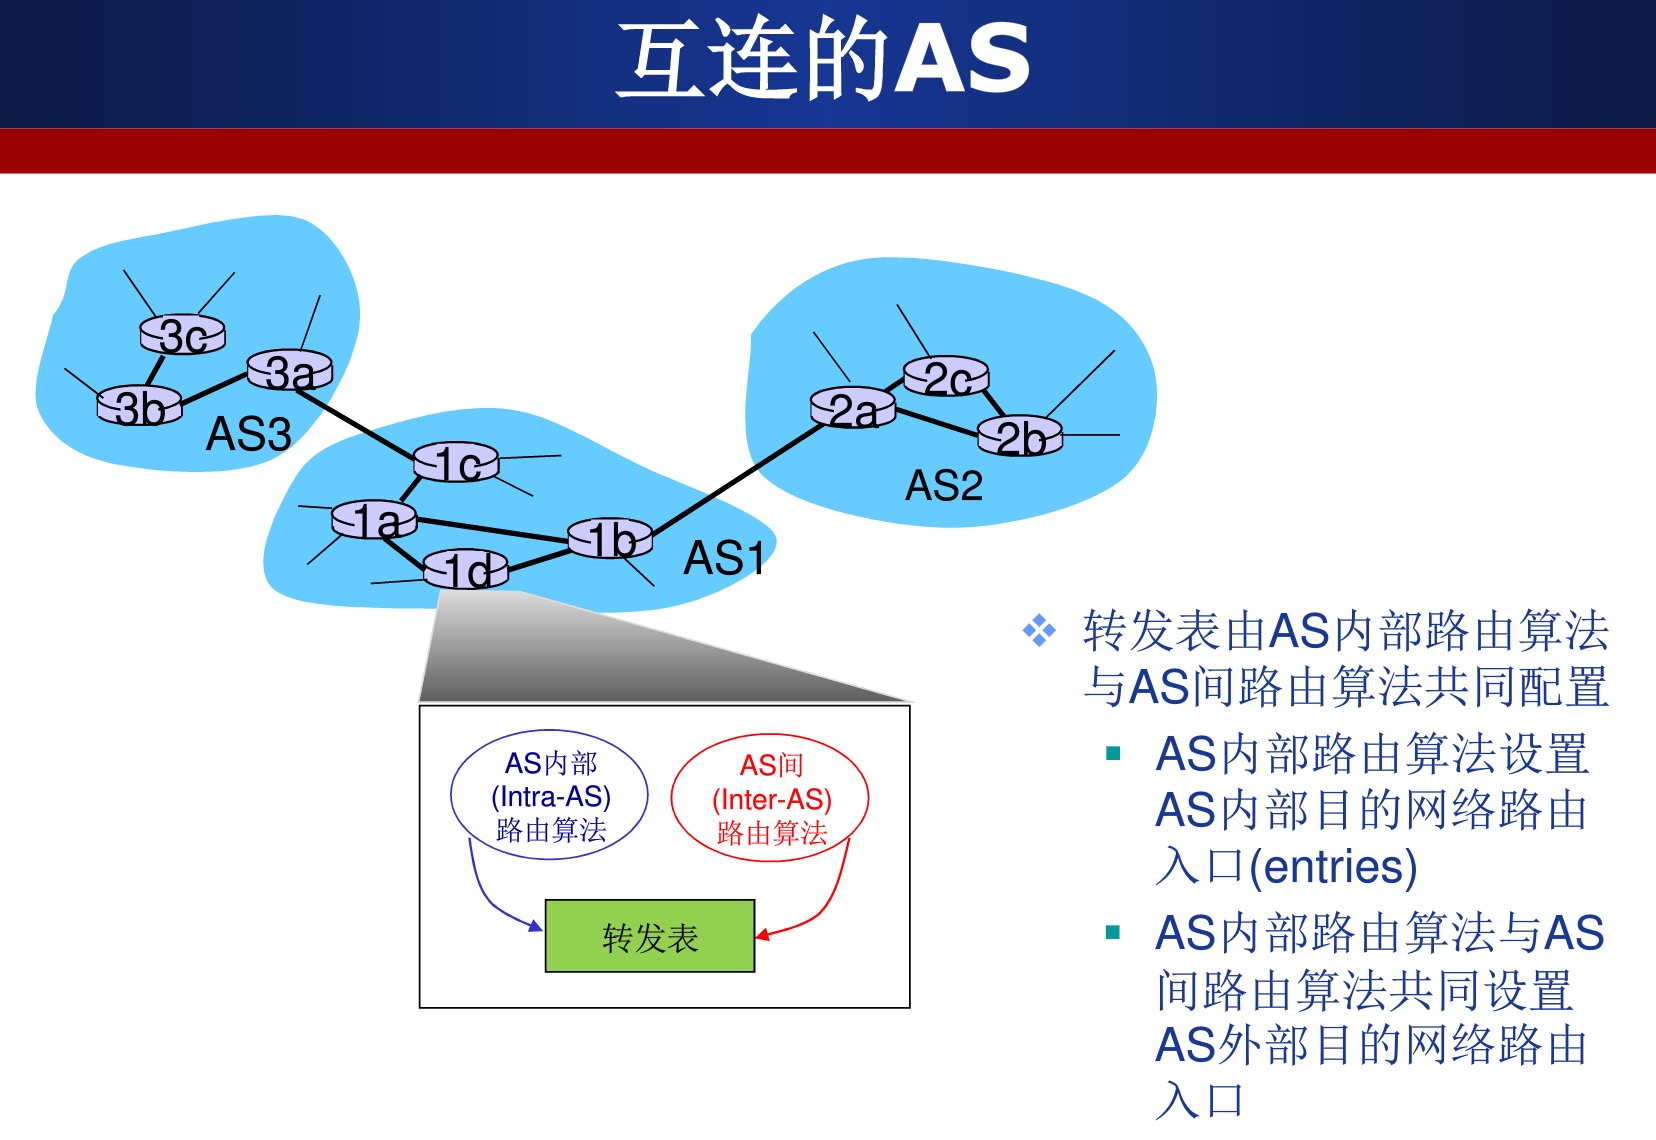 互连的AS
3c
3a
3b
AS3
2c
2a
2b
AS2
1c
1a
1b
1d
AS1
AS内部
(Intra-AS)
路由算法
AS间
(Inter-AS)
路由算法
转发表
转发表由AS内部路由算法
与AS间路由算法共同配置
AS内部路由算法设置
AS内部目的网络路由
入口(entries)
AS内部路由算法与AS
间路由算法共同设置
AS外部目的网络路由
入口